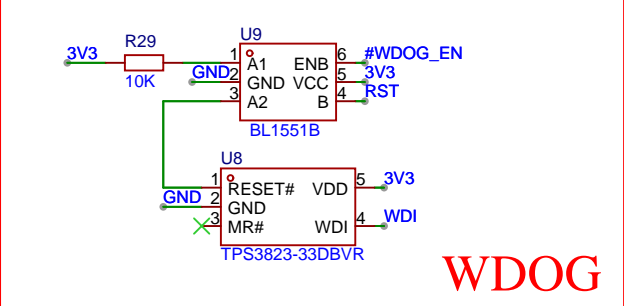 U9
R29
3V3
10K
1 A1 ENB 6 #WDOG_EN
GND 2 GND VCC 5 3V3
3 A2 B 4 RST
BL1551B
U8
1 RESET# VDD 5 3V3
GND 2 GND
3 MR# WDI 4 WDI
TPS3823-33DBVR
WDOG